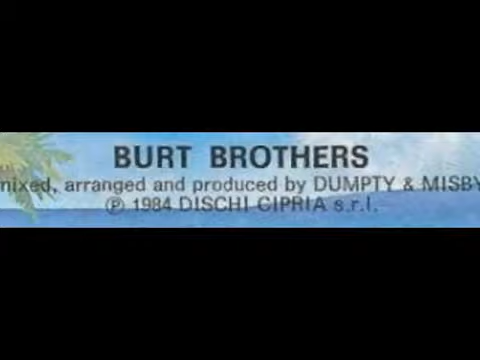 BURT BROTHERS
mixed, arranged and produced by DUMPTY & MISBY
℗ 1984 DISCHI CIPRIA s.r.l.